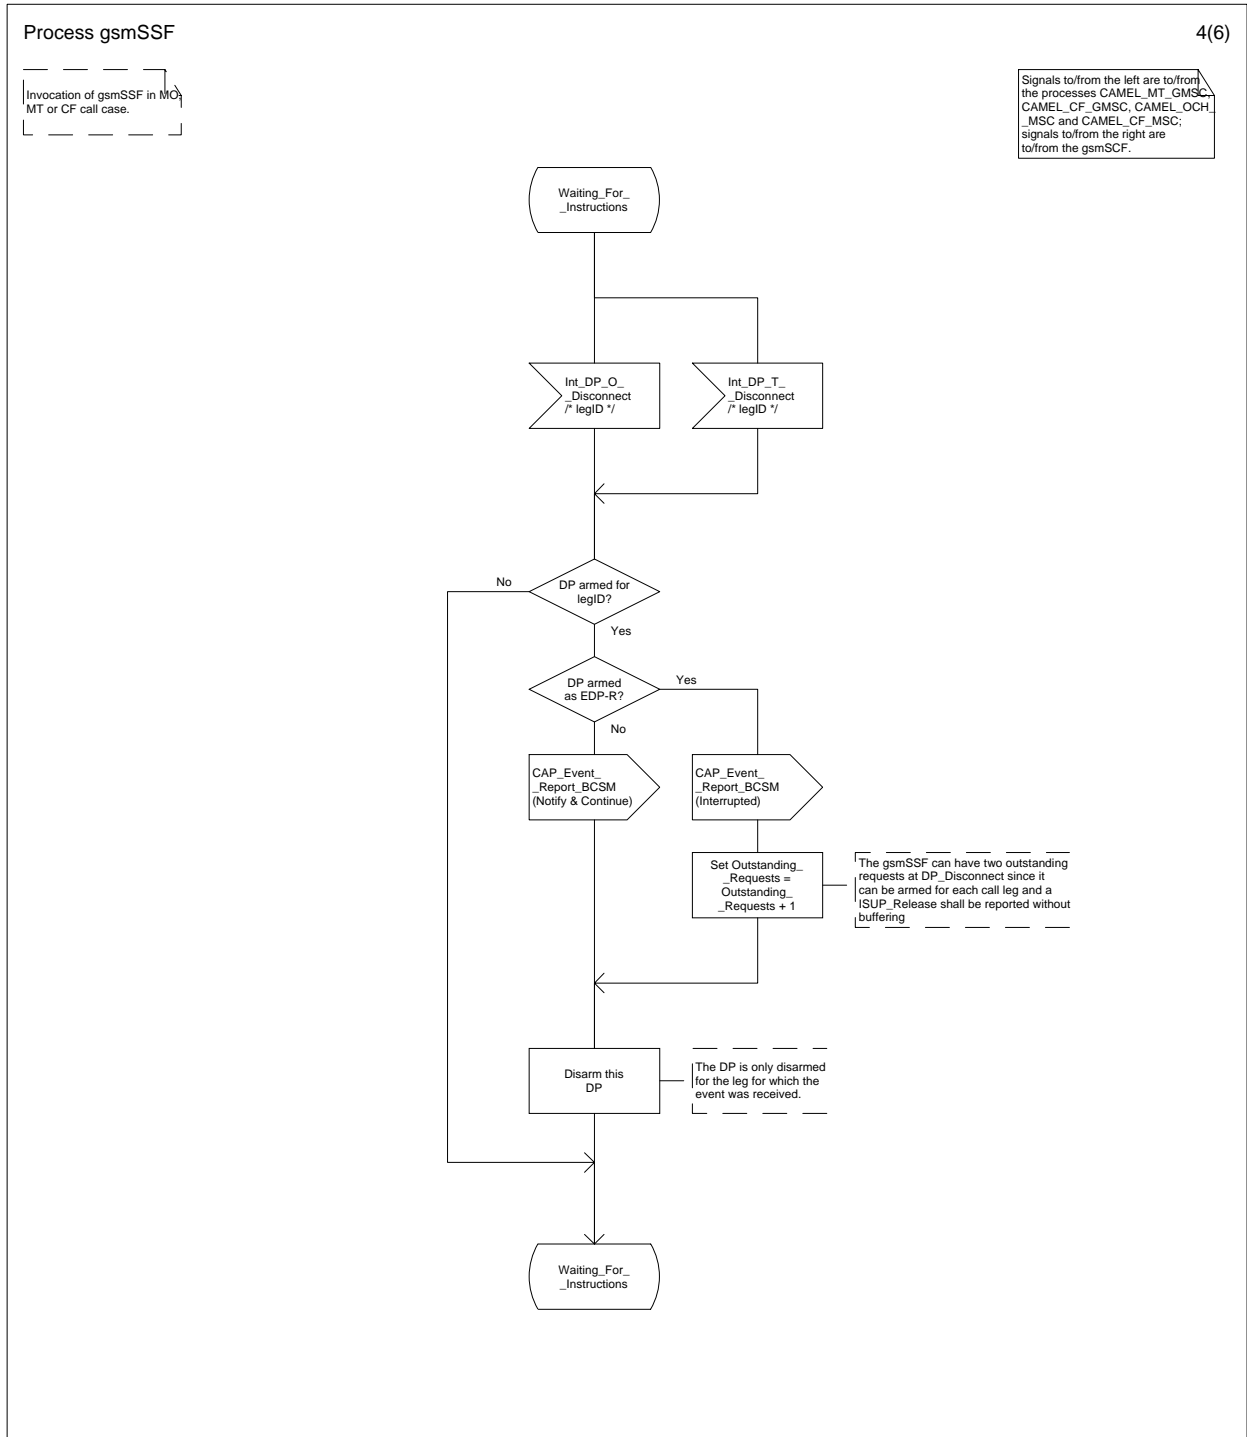 Process gsmSSF
4(6)
Invocation of gsmSSF in MO,
MT or CF call case.
Signals to/from the left are to/from
the processes CAMEL_MT_GMSC,
CAMEL_CF_GMSC, CAMEL_OCH_
_MSC and CAMEL_CF_MSC;
signals to/from the right are
to/from the gsmSCF.
Waiting_For_
_Instructions
Int_DP_O_
_Disconnect
/* legID */
Int_DP_T_
_Disconnect
/* legID */
DP armed for
legID?
No
Yes
DP armed
as EDP-R?
Yes
No
CAP_Event_
_Report_BCSM
(Notify & Continue)
CAP_Event_
_Report_BCSM
(Interrupted)
Set Outstanding_
_Requests =
Outstanding_
_Requests + 1
The gsmSSF can have two outstanding
requests at DP_Disconnect since it
can be armed for each call leg and a
ISUP_Release shall be reported without
buffering
Disarm this
DP
The DP is only disarmed
for the leg for which the
event was received.
Waiting_For_
_Instructions